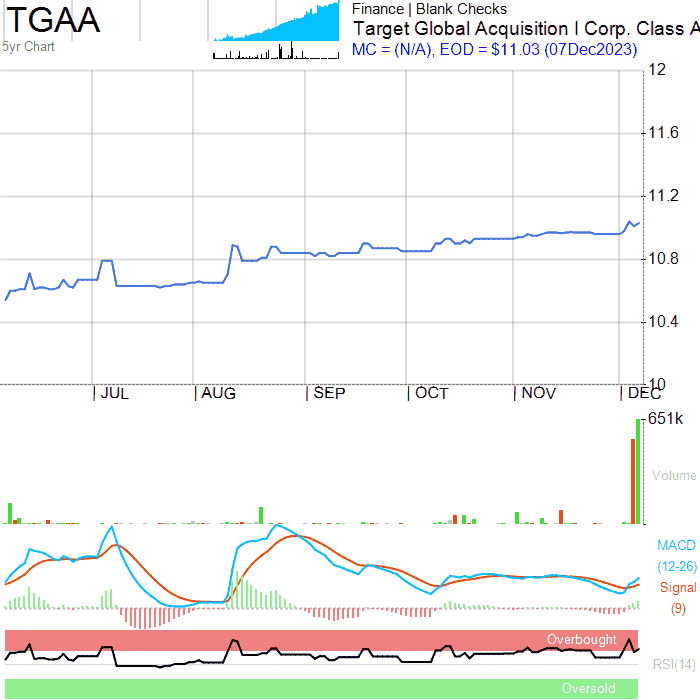 TGAA
5yr Chart
Finance | Blank Checks
Target Global Acquisition I Corp. Class A
MC = (N/A), EOD = $11.03 (07Dec2023)
12
11.6
11.2
10.8
10.4
10
JUL AUG SEP OCT NOV DEC
651k
Volume
MACD
(12-26)
Signal
(9)
Overbought
RSI(14)
Oversold